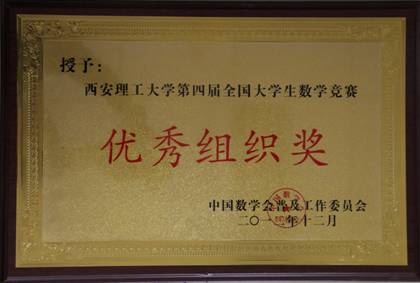 授予：
西安理工大学第四届全国大学生数学竞赛
优秀组织奖
中国数学会普及工作委员会
二〇一 年十二月